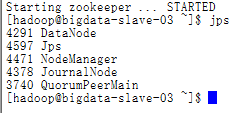 Starting zookeeper ... STARTED
[hadoop@bigdata-slave-03 ~]$ jps
4291 DataNode
4597 Jps
4471 NodeManager
4378 JournalNode
3740 QuorumPeerMain
[hadoop@bigdata-slave-03 ~]$